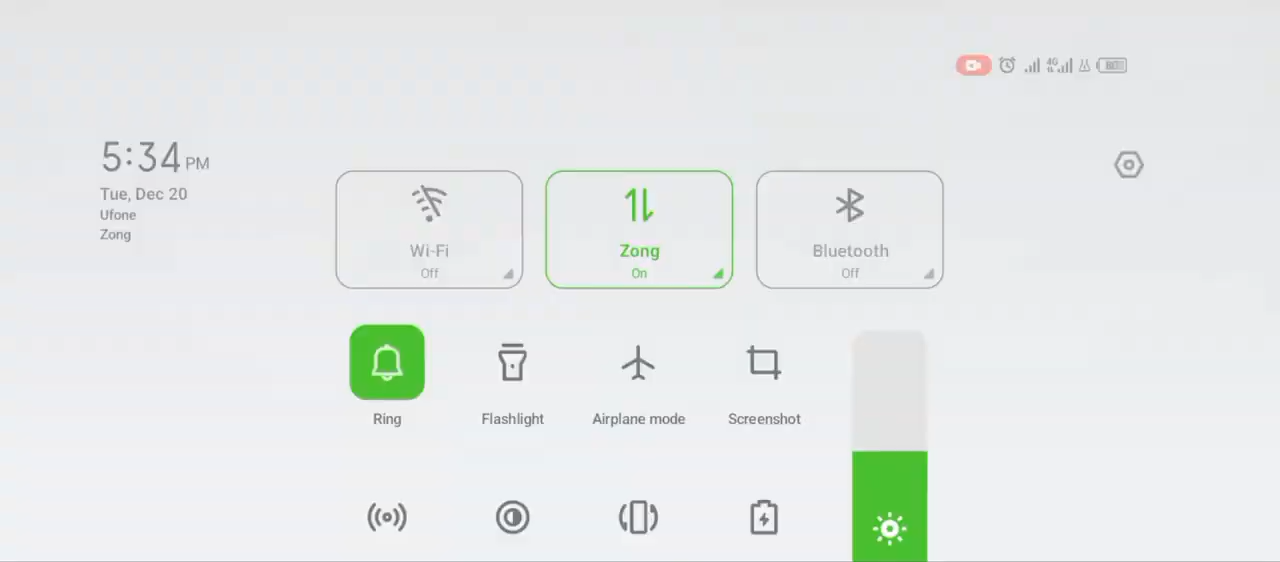 4G
5:34 PM
Tue, Dec 20
Ufone
Zong
Wi-Fi
Off
Zong
On
Bluetooth
Off
Ring
Flashlight
Airplane mode
Screenshot